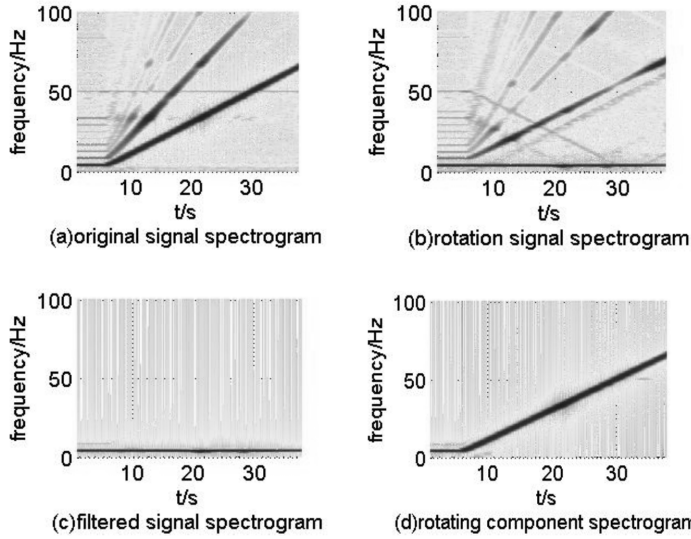 frequency/Hz
100
50
0
10 20 30
t/s
(a)original signal spectrogram
frequency/Hz
100
50
0
10 20 30
t/s
(b)rotation signal spectrogram
frequency/Hz
100
50
0
10 20 30
t/s
(c)filtered signal spectrogram
frequency/Hz
100
50
0
10 20 30
t/s
(d)rotating component spectrogram